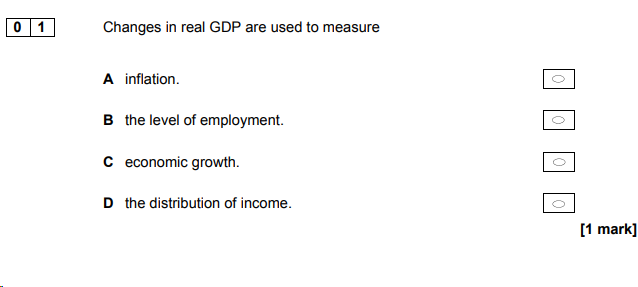 0 1 Changes in real GDP are used to measure
A inflation.
B the level of employment.
C economic growth.
D the distribution of income.
[1 mark]